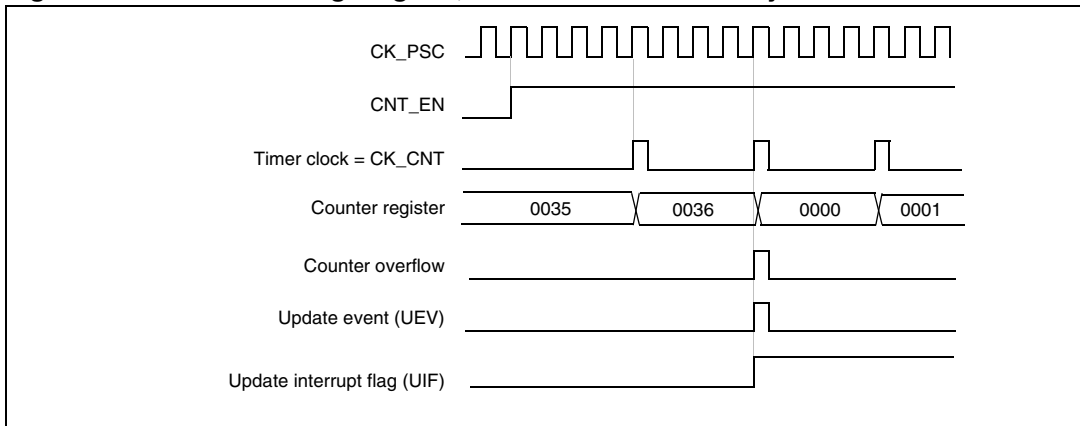 CK_PSC
CNT_EN
Timer clock = CK_CNT
Counter register
0035 0036 0000 0001
Counter overflow
Update event (UEV)
Update interrupt flag (UIF)